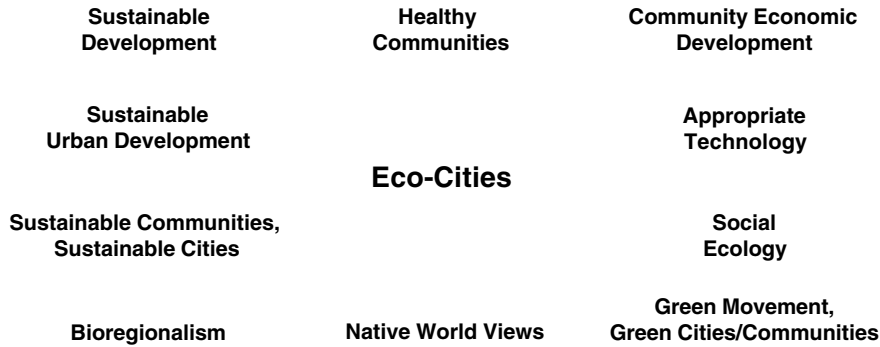 Sustainable
Development
Healthy
Communities
Community Economic
Development
Sustainable
Urban Development
Appropriate
Technology
Eco-Cities
Sustainable Communities,
Sustainable Cities
Social
Ecology
Bioregionalism
Native World Views
Green Movement,
Green Cities/Communities